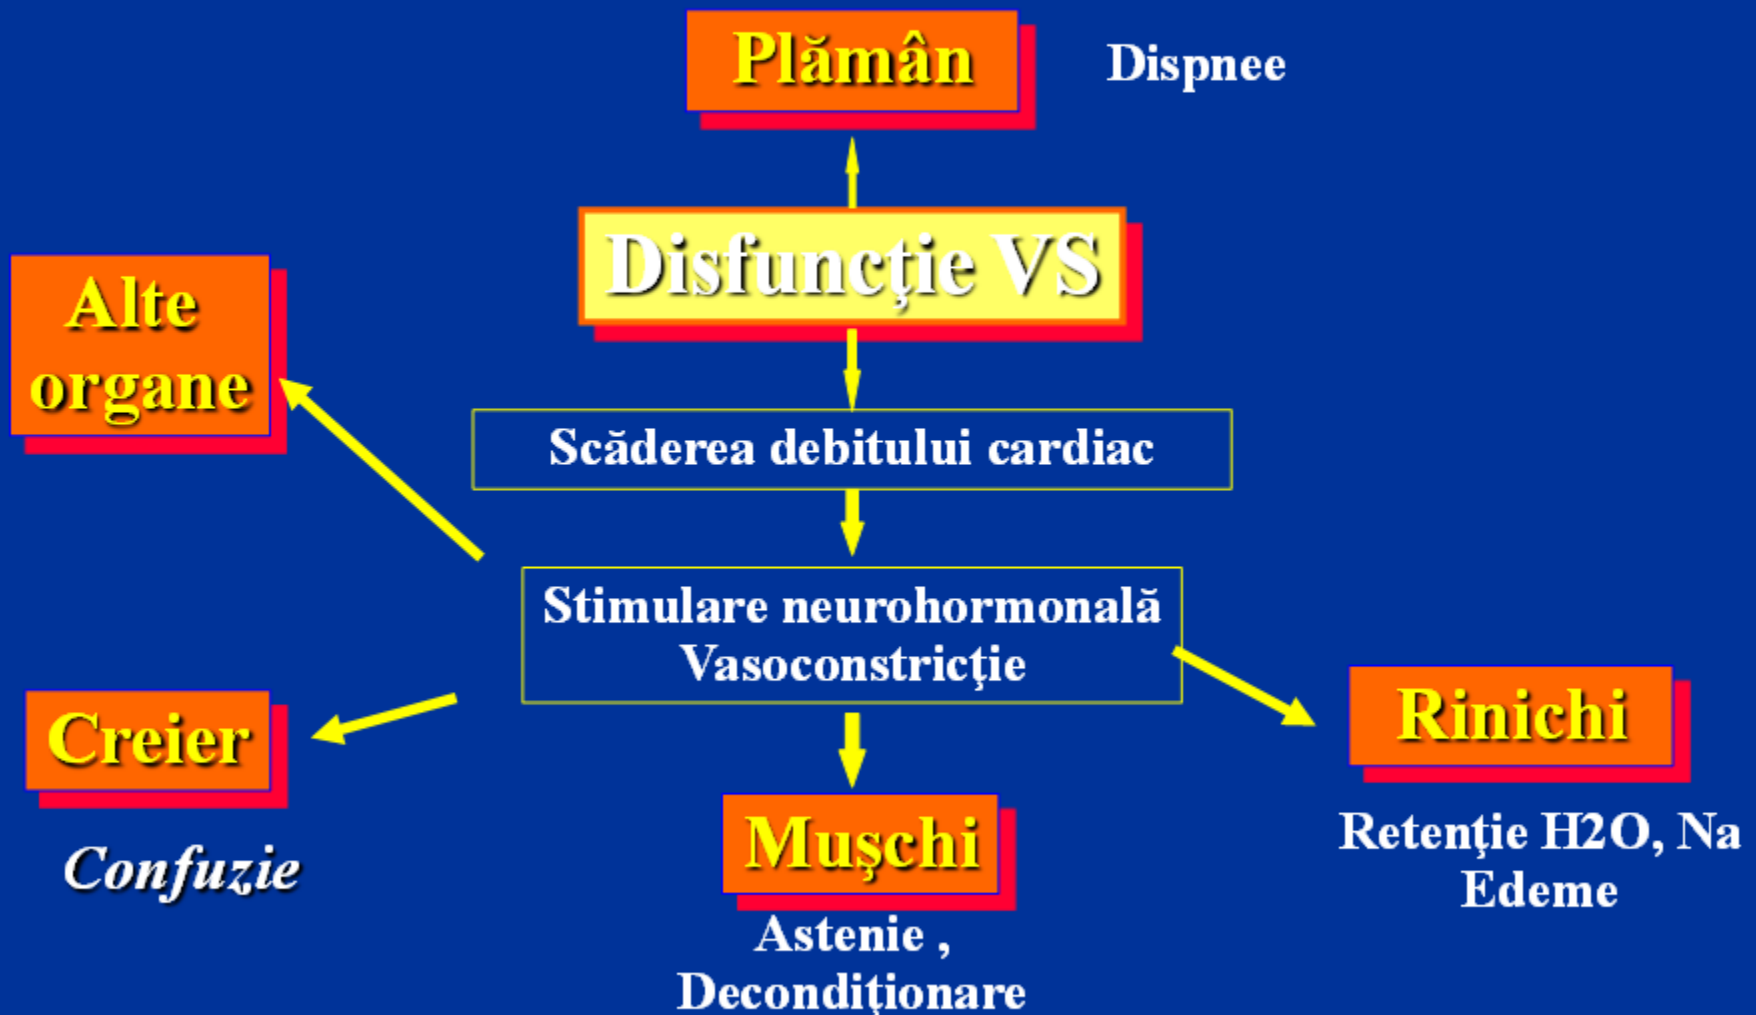 Plămân
Dispnee
Disfuncţie VS
Alte
organe
Scăderea debitului cardiac
Stimulare neurohormonală
Vasoconstricţie
Creier
Confuzie
Muşchi
Astenie ,
Decondiţionare
Rinichi
Retenţie H2O, Na
Edeme